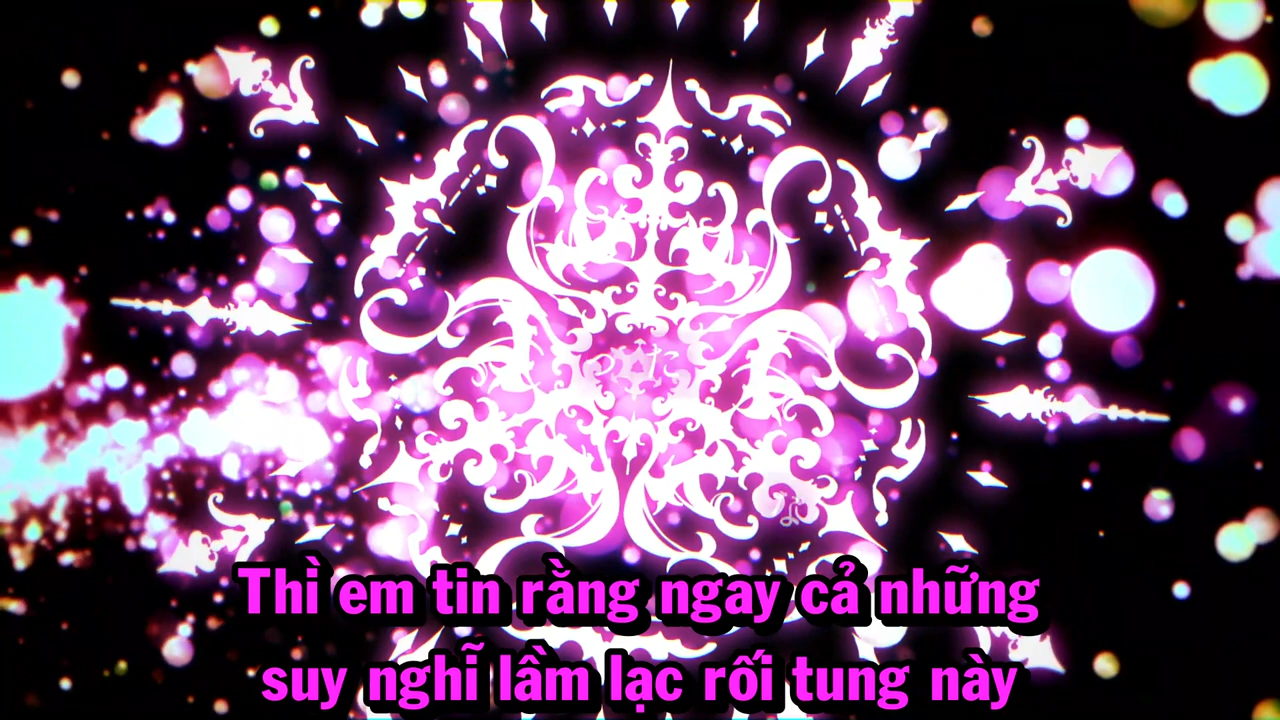 Thì em tin rằng ngay cả những
suy nghĩ lầm lạc rối tung này